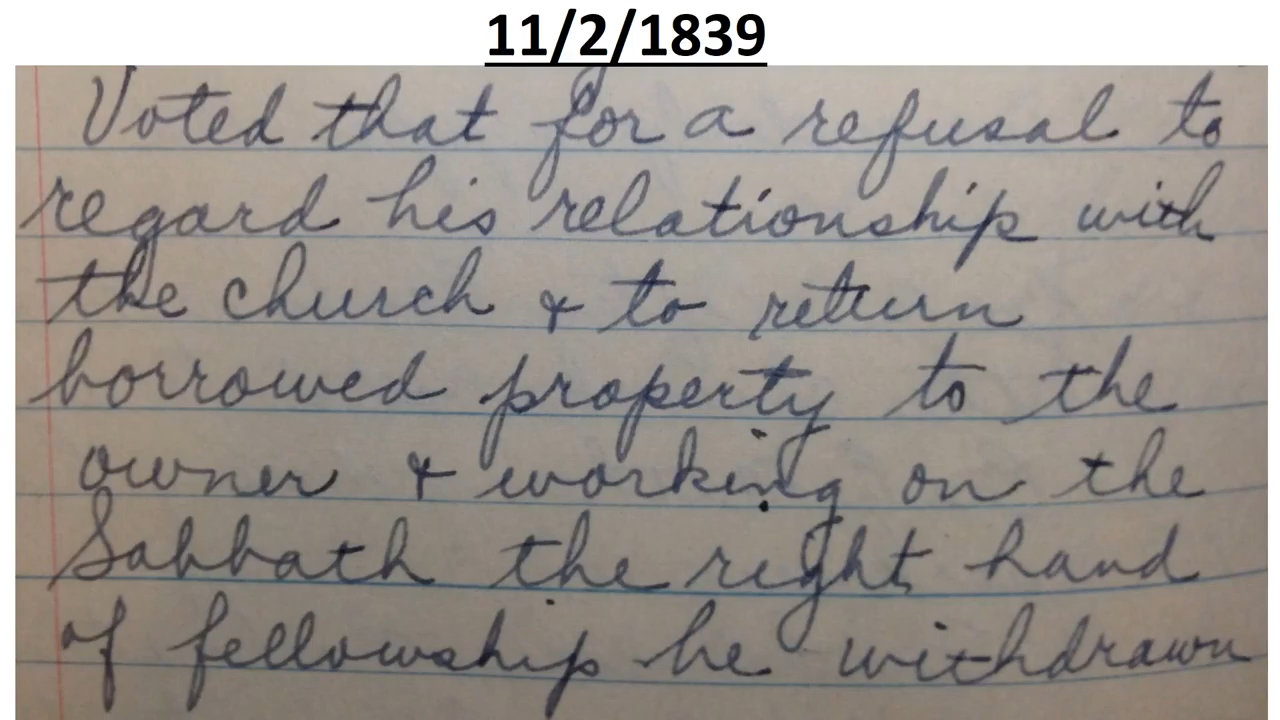 11/2/1839
Voted that for a refusal to
regard his relationship with
the church & to return
borrowed property to the
owner & working on the
Sabbath the right hand
of fellowship be withdrawn